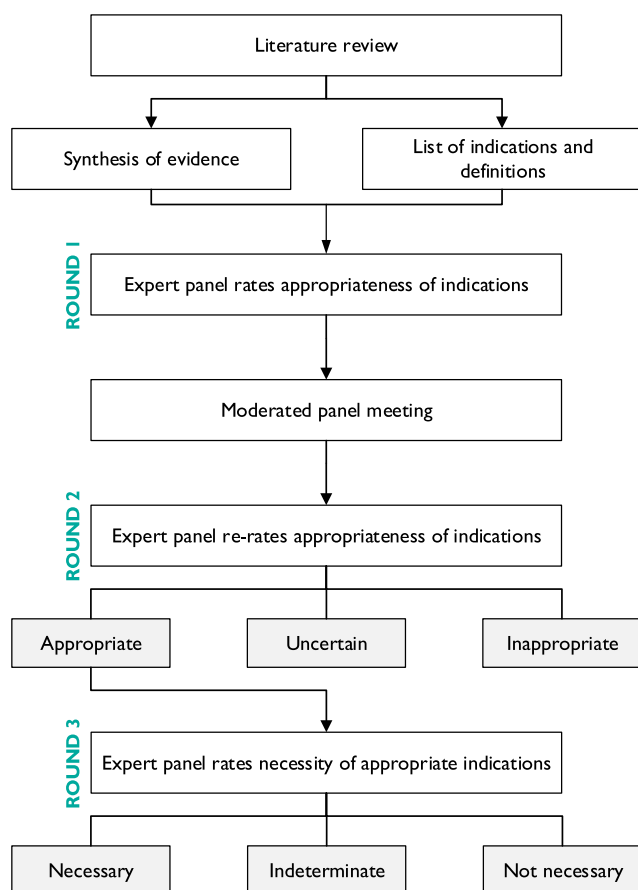 Literature review
Synthesis of evidence
List of indications and
definitions
ROUND 1
Expert panel rates appropriateness of indications
Moderated panel meeting
ROUND 2
Expert panel re-rates appropriateness of indications
Appropriate
Uncertain
Inappropriate
ROUND 3
Expert panel rates necessity of appropriate indications
Necessary
Indeterminate
Not necessary